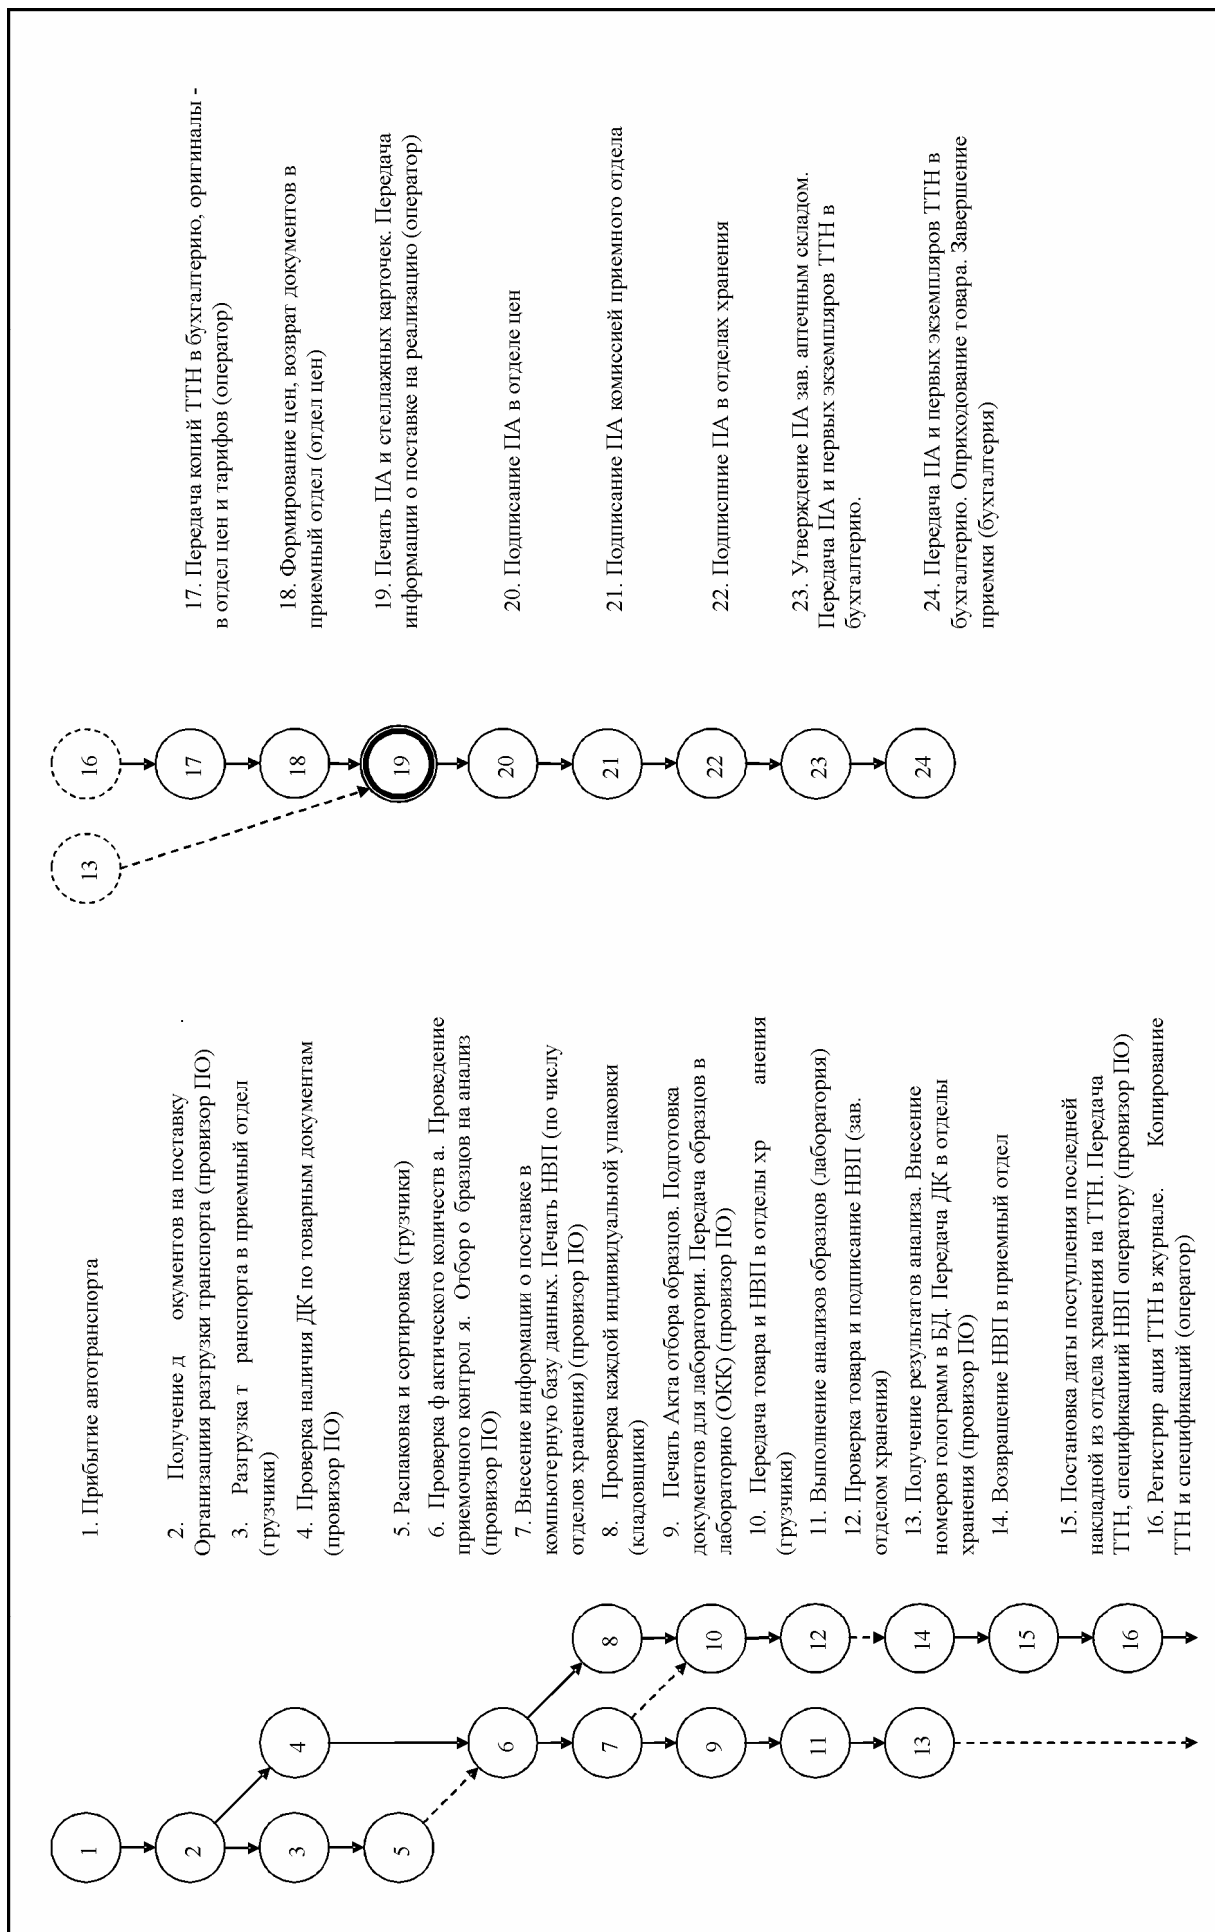 1
2
3
4
5
6
7
8
9
10
11
12
13
14
15
16
1. Прибытие автотранспорта
2. Получение д окументов на поставку .
Организациия разгрузки транспорта (провизор ПО)
3. Разгрузка т ранспорта в приемный отдел
(грузчики)
4. Проверка наличия ДК по товарным документам
(провизор ПО)
5. Распаковка и сортировка (грузчики)
6. Проверка ф актического количеств а. Проведение
приемочного контрол я. Отбор о бразцов на анализ
(провизор ПО)
7. Внесение информации о поставке в
компьютерную базу данных. Печать НВП (по числу
отделов хранения) (провизор ПО)
8. Проверка каждой индивидуальной упаковки
(кладовщики)
9. Печать Акта отбора образцов. Подготовка
документов для лаборатории. Передача образцов в
лабораторию (ОКК) (провизор ПО)
10. Передача товара и НВП в отделы хр анения
(грузчики)
11. Выполнение анализов образцов (лаборатория)
12. Проверка товара и подписание НВП (зав.
отделом хранения)
13. Получение результатов анализа. Внесение
номеров голограмм в БД. Передача ДК в отделы
хранения (провизор ПО)
14. Возвращение НВП в приемный отдел
15. Постановка даты поступления последней
накладной из отдела хранения на ТТН. Передача
ТТН, спецификаций НВП оператору (провизор ПО)
16. Регистрир ация ТТН в журнале. Копирование
ТТН и спецификаций (оператор)
13
16
17
18
19
20
21
22
23
24
17. Передача копий ТТН в бухгалтерию, оригиналы -
в отдел цен и тарифов (оператор)
18. Формирование цен, возврат документов в
приемный отдел (отдел цен)
19. Печать ПА и стеллажных карточек. Передача
информации о поставке на реализацию (оператор)
20. Подписание ПА в отделе цен
21. Подписание ПА комиссией приемного отдела
22. Подписпние ПА в отделах хранения
23. Утверждение ПА зав. аптечным складом.
Передача ПА и первых экземпляров ТТН в
бухгалтерию.
24. Передача ПА и первых экземпляров ТТН в
бухгалтерию. Оприходование товара. Завершение
приемки (бухгалтерия)